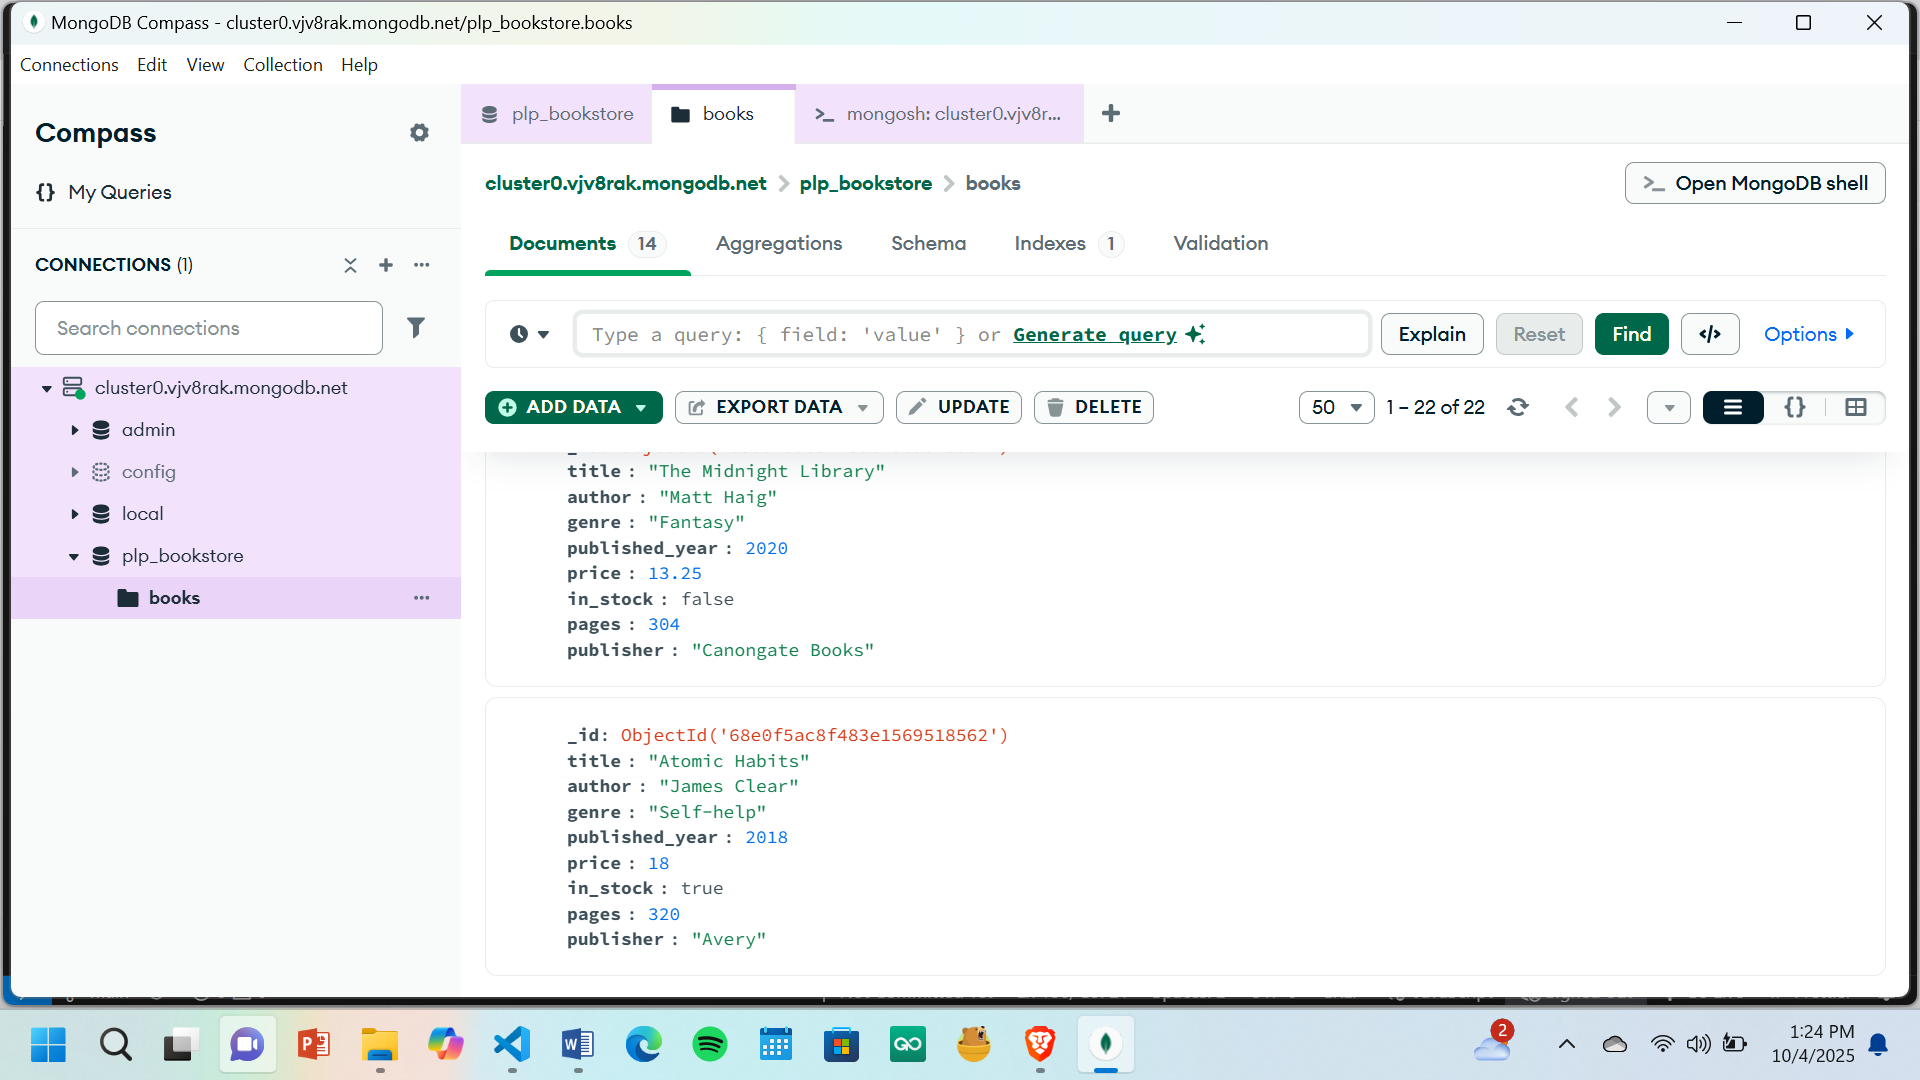 MongoDB Compass - cluster0.vjv8rak.mongodb.net/plp_bookstore.books
Connections Edit View Collection Help
Compass
{} My Queries
CONNECTIONS (1)
Search connections
cluster0.vjv8rak.mongodb.net
admin
config
local
plp_bookstore
books
plp_bookstore
books
>_ mongosh: cluster0.vjv8r...
cluster0.vjv8rak.mongodb.net > plp_bookstore > books
>_ Open MongoDB shell
Documents 14 Aggregations Schema Indexes 1 Validation
Type a query: { field: 'value' } or Generate query
Explain Reset Find </> Options
ADD DATA EXPORT DATA UPDATE DELETE
50 1 – 22 of 22 {}
title : "The Midnight Library"
author : "Matt Haig"
genre : "Fantasy"
published_year : 2020
price : 13.25
in_stock : false
pages : 304
publisher : "Canongate Books"
_id: ObjectId('68e0f5ac8f483e1569518562')
title : "Atomic Habits"
author : "James Clear"
genre : "Self-help"
published_year : 2018
price : 18
in_stock : true
pages : 320
publisher : "Avery"
2
1:24 PM
10/4/2025